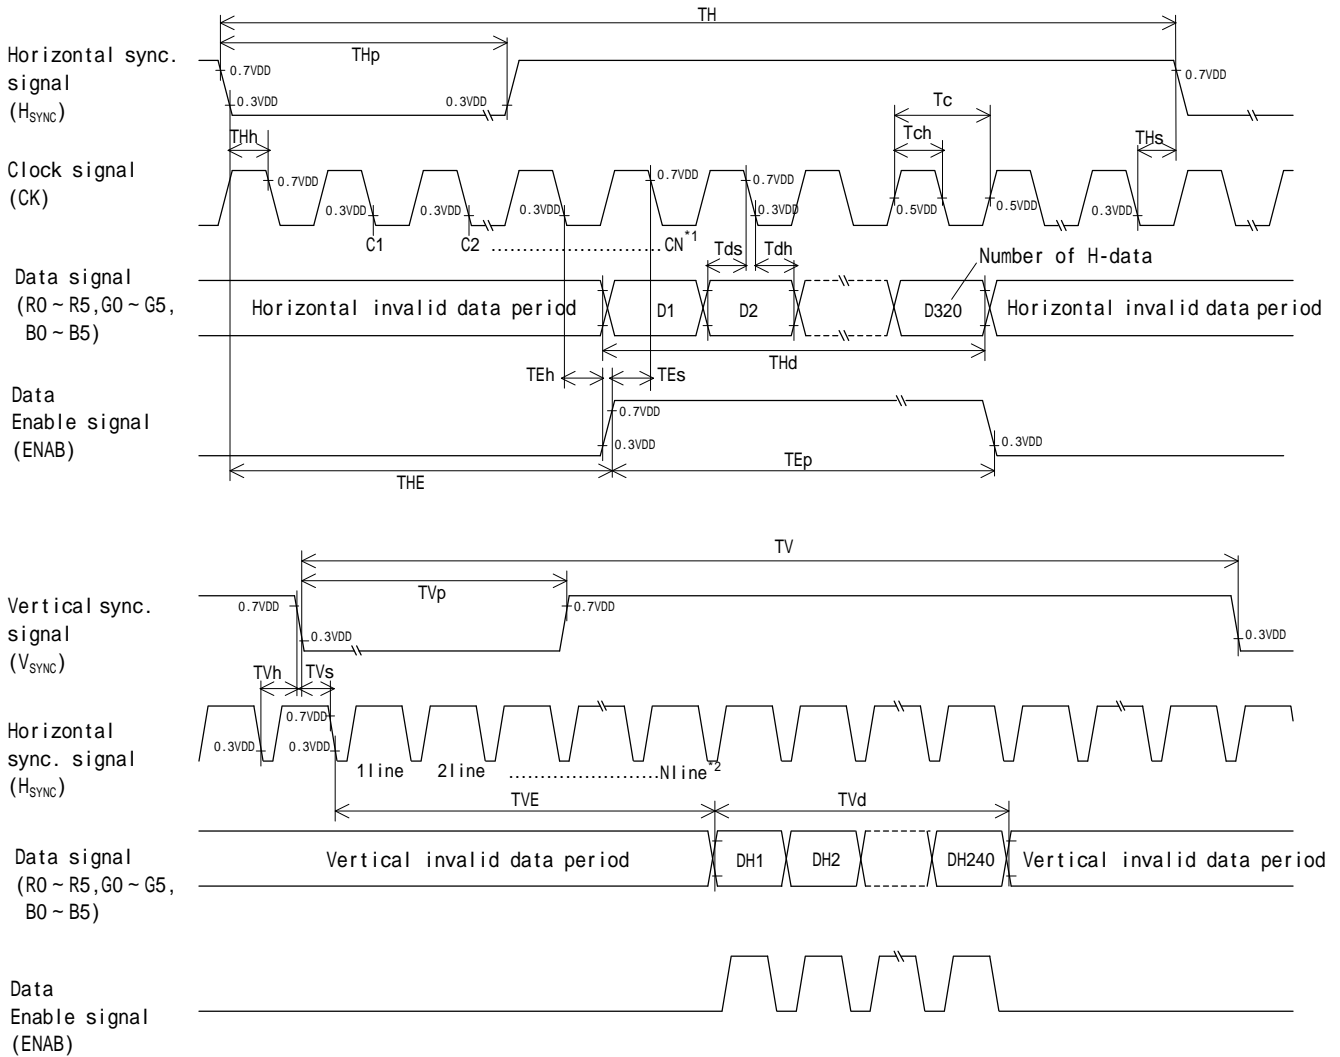 TH
THp
Horizontal sync.
signal
(HSYNC)
0.7VDD
0.3VDD
0.3VDD
0.7VDD
Tc
Tch
THh
THs
Clock signal
(CK)
0.7VDD
0.3VDD
0.3VDD
0.3VDD
0.7VDD
0.7VDD
0.3VDD
0.5VDD
0.5VDD
0.3VDD
C1
C2 ........................ CN*1
Tds
Tdh
Number of H-data
Data signal
(R0~R5,G0~G5,
B0~B5)
Horizontal invalid data period
D1
D2
D320
Horizontal invalid data period
THd
TEh
TEs
Data
Enable signal
(ENAB)
0.7VDD
0.3VDD
0.3VDD
THE
TEp
TV
TVp
Vertical sync.
signal
(VSYNC)
0.7VDD
0.3VDD
0.7VDD
0.3VDD
TVh
TVs
Horizontal
sync. signal
(HSYNC)
0.7VDD
0.3VDD
0.3VDD
1line
2line ........................Nline*2
TVE
TVd
Data signal
(R0~R5,G0~G5,
B0~B5)
Vertical invalid data period
DH1
DH2
DH240
Vertical invalid data period
Data
Enable signal
(ENAB)